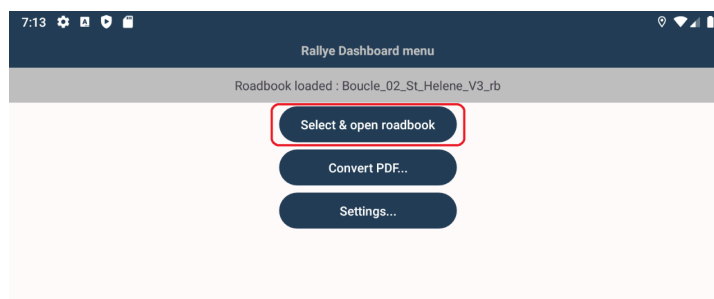 7:13
Rallye Dashboard menu
Roadbook loaded : Boucle_02_St_Helene_V3_rb
Select & open roadbook
Convert PDF...
Settings...